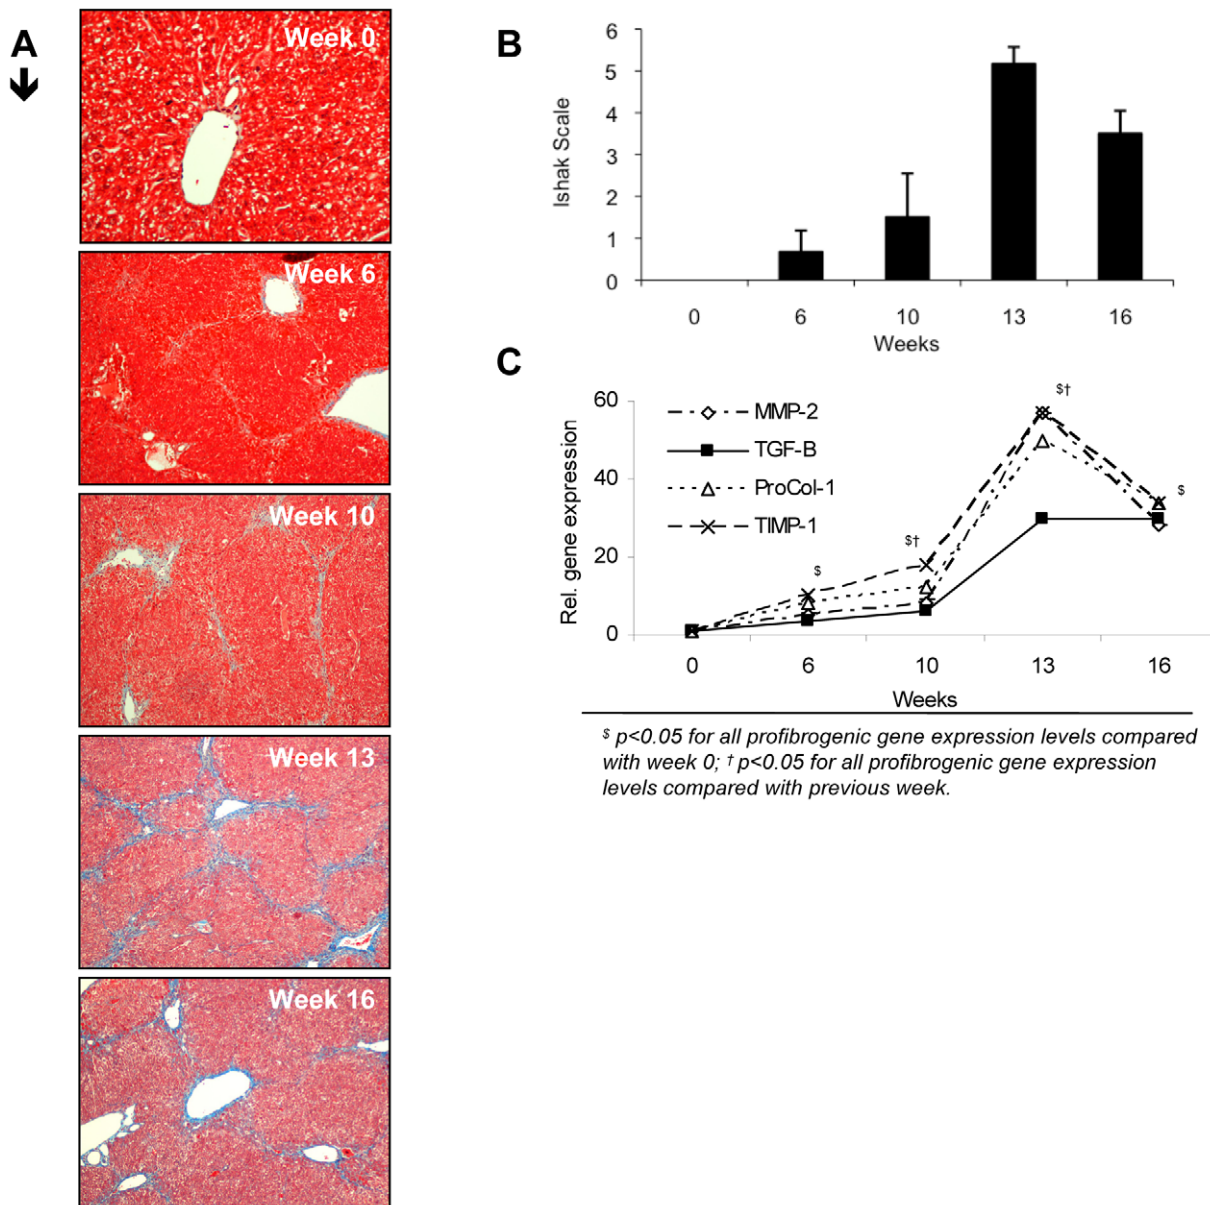 A
Week 0
Week 6
Week 10
Week 13
Week 16
B
6
5
4
3
2
1
0
Ishak Scale
0 6 10 13 16
Weeks
C
60
40
20
0
Rel. gene expression
MMP-2
TGF-B
ProCol-1
TIMP-1
$
$†
$†
$
0 6 10 13 16
Weeks
$ p<0.05 for all profibrogenic gene expression levels compared
with week 0; † p<0.05 for all profibrogenic gene expression
levels compared with previous week.